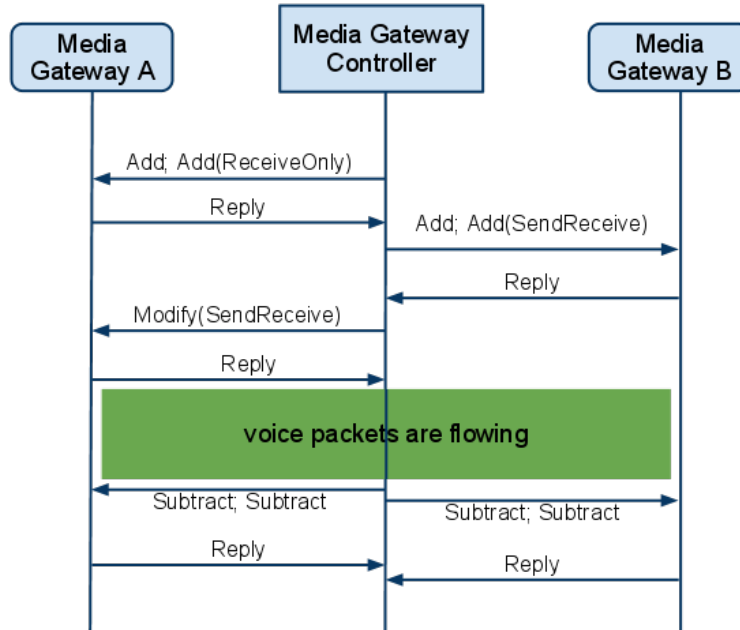 Media
Gateway A
Media Gateway
Controller
Media
Gateway B
Add; Add(ReceiveOnly)
Reply
Add; Add(SendReceive)
Reply
Modify(SendReceive)
Reply
voice packets are flowing
Subtract; Subtract
Subtract; Subtract
Reply
Reply